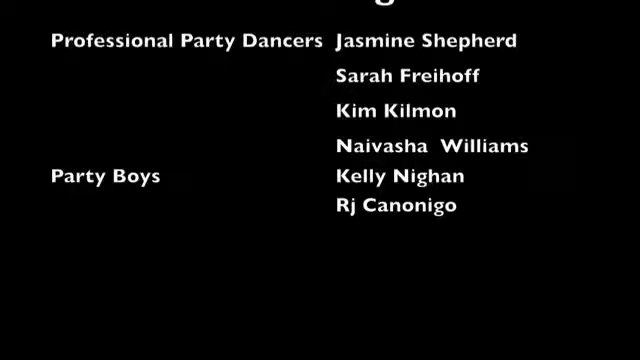 Professional Party Dancers Jasmine Shepherd
Sarah Freihoff
Kim Kilmon
Naivasha Williams
Party Boys Kelly Nighan
Rj Canonigo